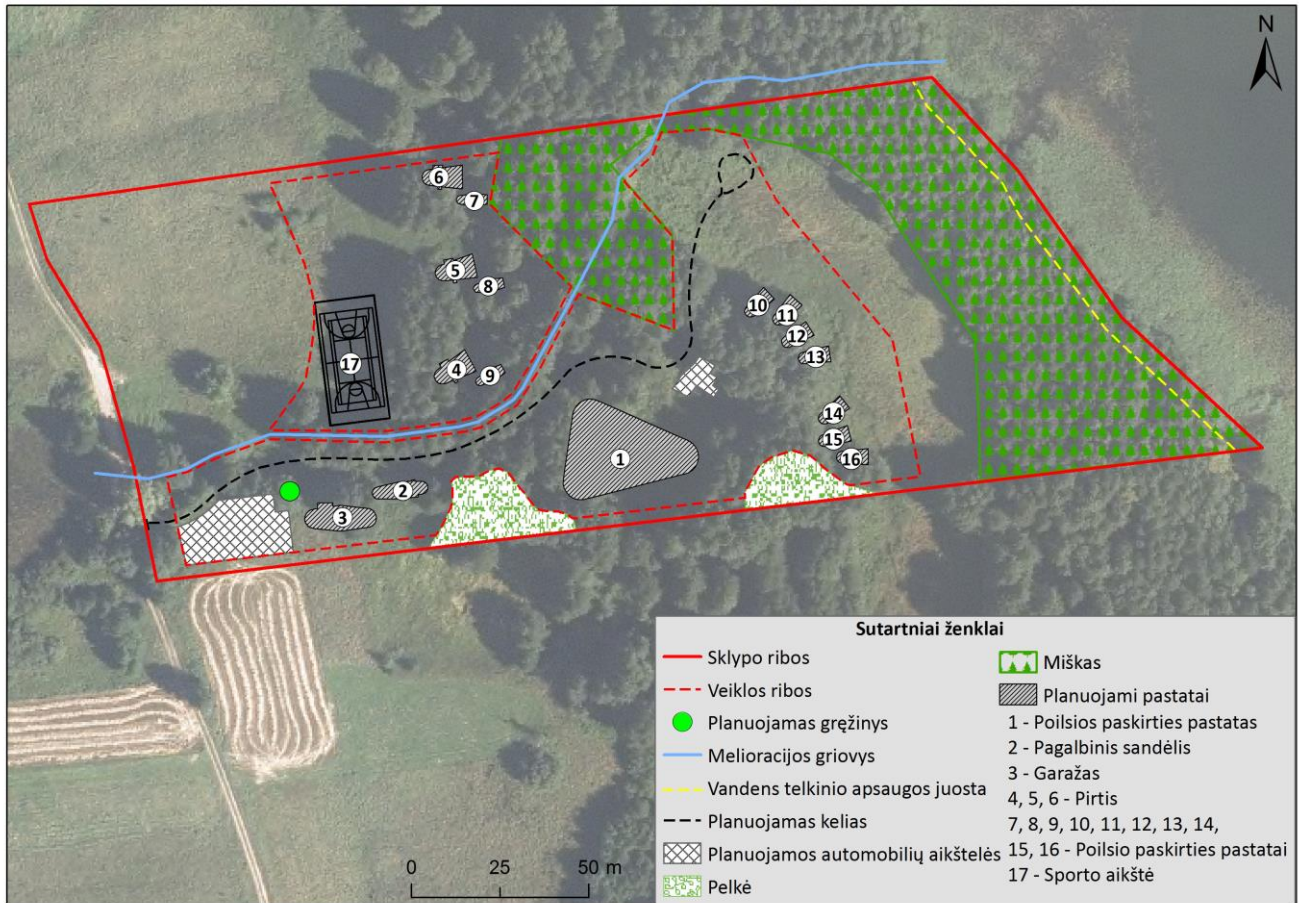 N
6
7
5
8
10
11
12
13
17
4
9
14
15
16
1
2
3
Sutartniai ženklai
Sklypo ribos
Veiklos ribos
Planuojamas gręžinys
Melioracijos griovys
Vandens telkinio apsaugos juosta
Planuojamas kelias
Planuojamos automobilių aikštelės
Pelkė
Miškas
Planuojami pastatai
1 - Poilsios paskirties pastatas
2 - Pagalbinis sandėlis
3 - Garažas
4, 5, 6 - Pirtis
7, 8, 9, 10, 11, 12, 13, 14,
15, 16 - Poilsio paskirties pastatai
17 - Sporto aikštė
0 50 m